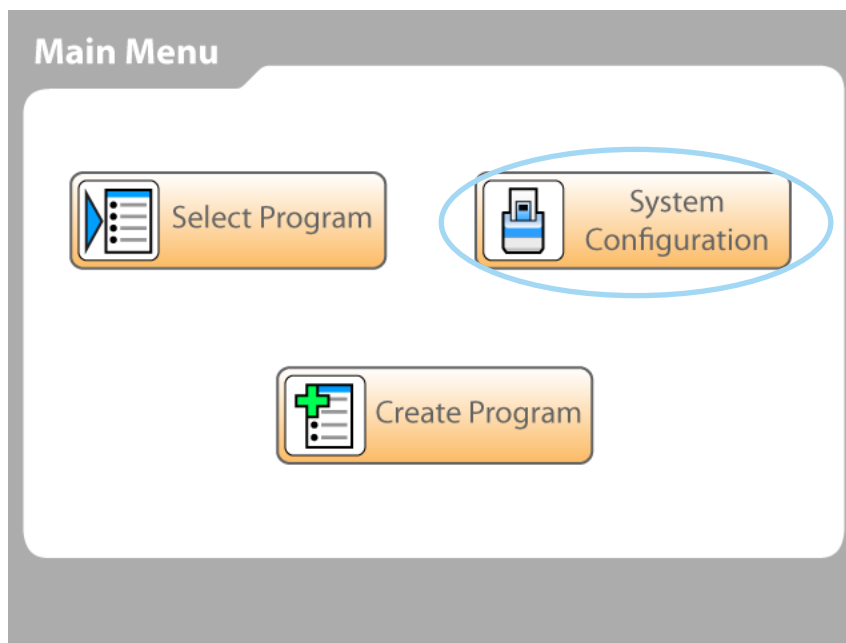 Main Menu
Select Program
System
Configuration
Create Program